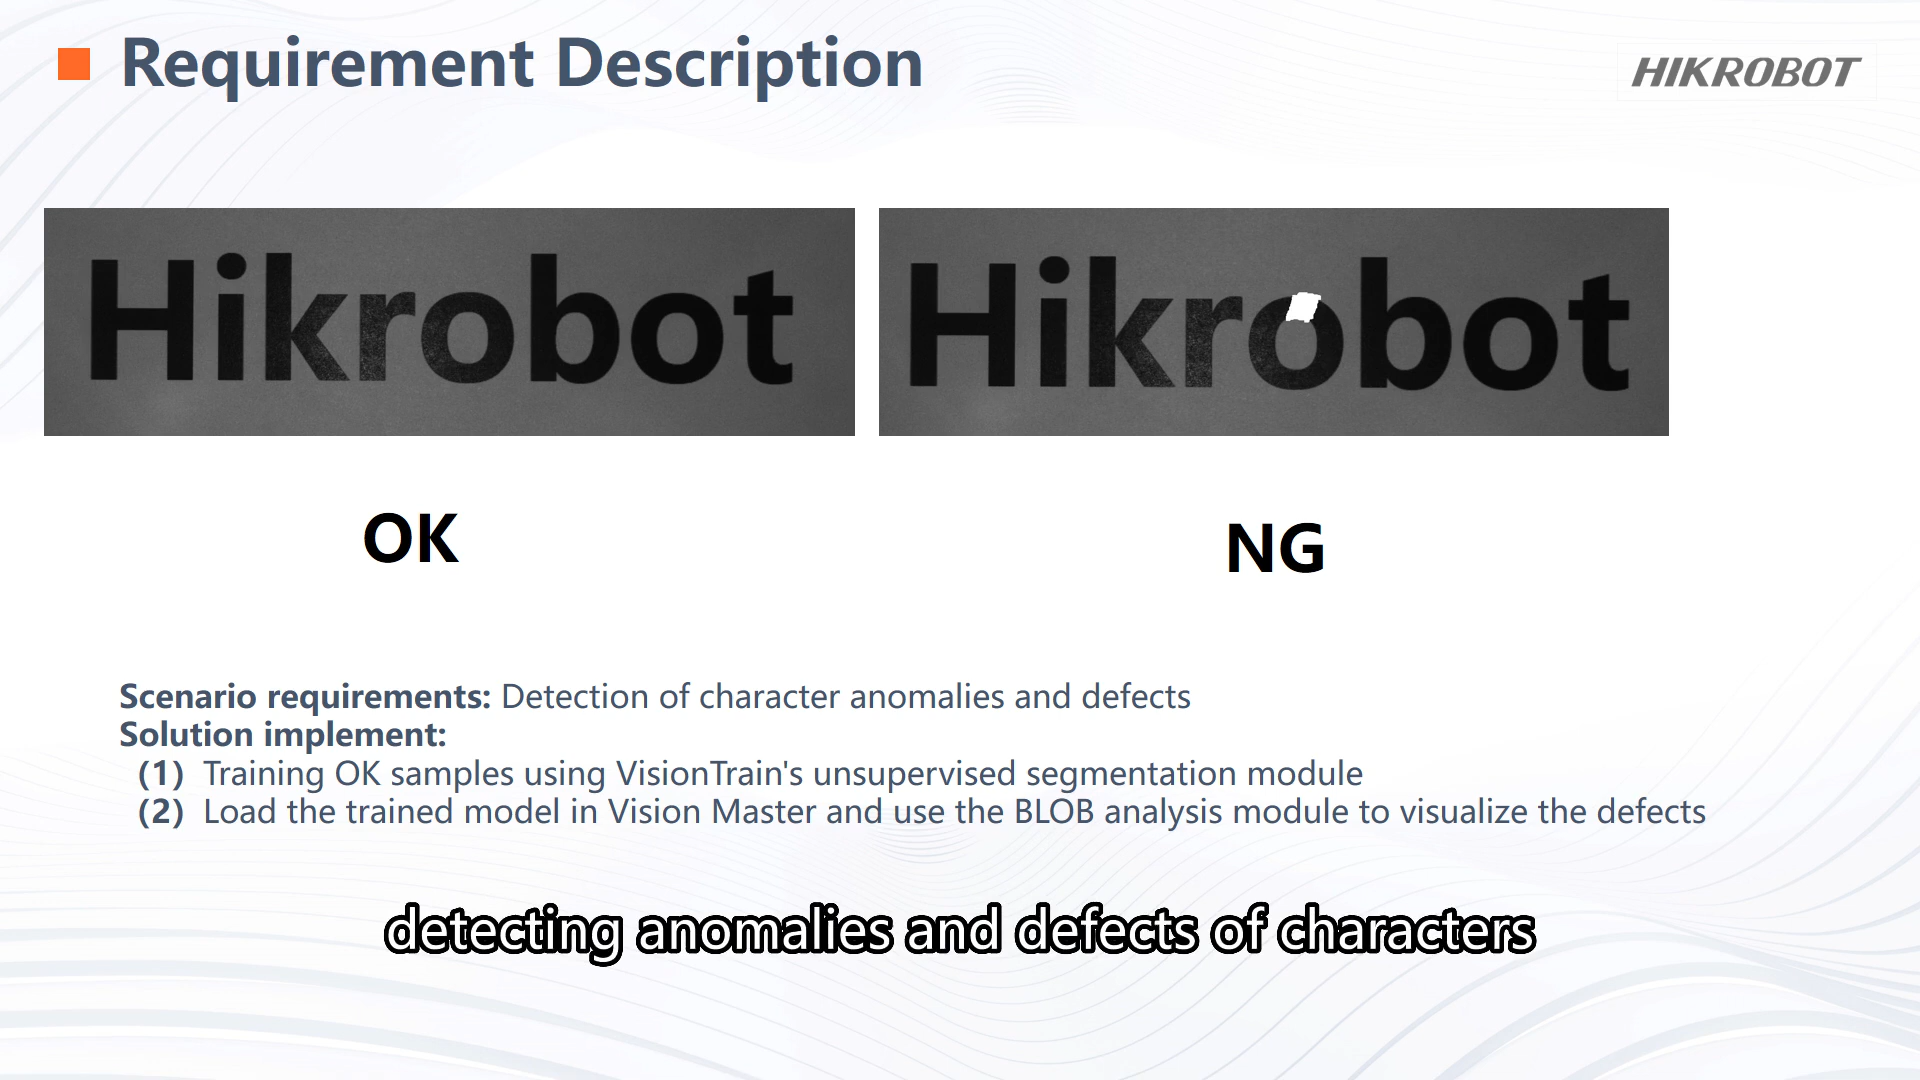 Requirement Description
HIKROBOT
Hikrobot
Hikrobot
OK
NG
Scenario requirements: Detection of character anomalies and defects
Solution implement:
(1) Training OK samples using VisionTrain's unsupervised segmentation module
(2) Load the trained model in Vision Master and use the BLOB analysis module to visualize the defects
detecting anomalies and defects of characters